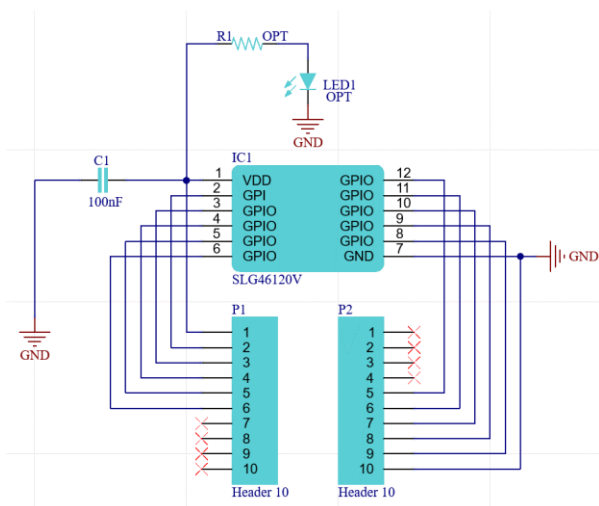 R1 OPT
LED1
OPT
GND
C1
100nF
IC1
1 VDD GPIO 12
2 GPI GPIO 11
3 GPIO GPIO 10
4 GPIO GPIO 9
5 GPIO GPIO 8
6 GPIO GND 7
GND
SLG46120V
GND
P1 P2
1 1
2 2
3 3
4 4
5 5
6 6
7 7
8 8
9 9
10 10
Header 10 Header 10